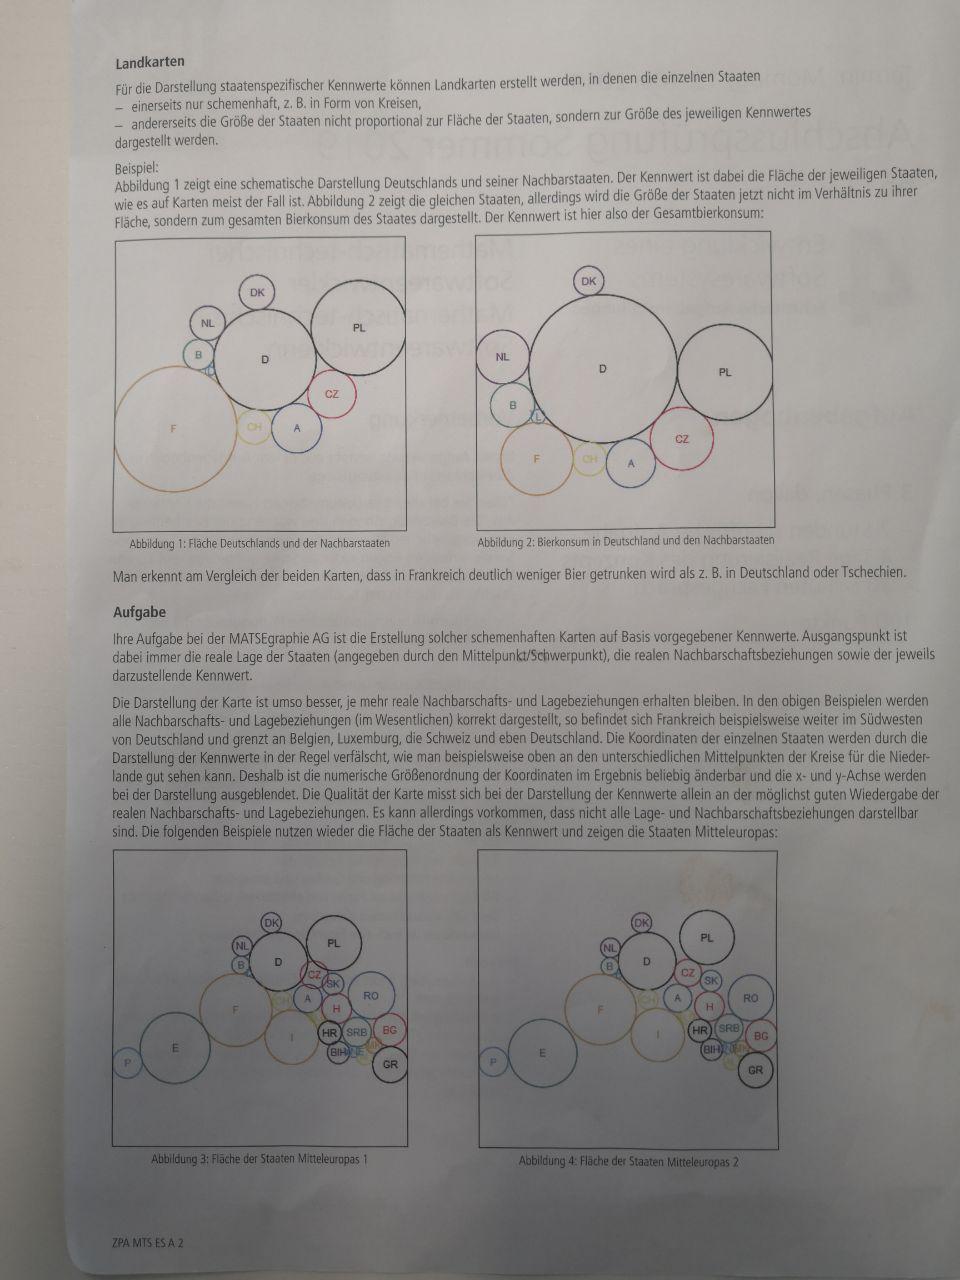 Landkarten
Für die Darstellung staatenspezifischer Kennwerte können Landkarten erstellt werden, in denen die einzelnen Staaten
– einerseits nur schemenhaft, z. B. in Form von Kreisen,
– andererseits die Größe der Staaten nicht proportional zur Fläche der Staaten, sondern zur Größe des jeweiligen Kennwertes
dargestellt werden.
Beispiel:
Abbildung 1 zeigt eine schematische Darstellung Deutschlands und seiner Nachbarstaaten. Der Kennwert ist dabei die Fläche der jeweiligen Staaten,
wie es auf Karten meist der Fall ist. Abbildung 2 zeigt die gleichen Staaten, allerdings wird die Größe der Staaten jetzt nicht im Verhältnis zu ihrer
Fläche, sondern zum gesamten Bierkonsum des Staates dargestellt. Der Kennwert ist hier also der Gesamtbierkonsum:
DK
NL
PL
B
D
L
CZ
F
CH
A
DK
NL
D
PL
B
L
CZ
F
CH
A
Abbildung 1: Fläche Deutschlands und der Nachbarstaaten
Abbildung 2: Bierkonsum in Deutschland und den Nachbarstaaten
Man erkennt am Vergleich der beiden Karten, dass in Frankreich deutlich weniger Bier getrunken wird als z. B. in Deutschland oder Tschechien.
Aufgabe
Ihre Aufgabe bei der MATSEgraphie AG ist die Erstellung solcher schemenhaften Karten auf Basis vorgegebener Kennwerte. Ausgangspunkt ist
dabei immer die reale Lage der Staaten (angegeben durch den Mittelpunkt/Schwerpunkt), die realen Nachbarschaftsbeziehungen sowie der jeweils
darzustellende Kennwert.
Die Darstellung der Karte ist umso besser, je mehr reale Nachbarschafts- und Lagebeziehungen erhalten bleiben. In den obigen Beispielen werden
alle Nachbarschafts- und Lagebeziehungen (im Wesentlichen) korrekt dargestellt, so befindet sich Frankreich beispielsweise weiter im Südwesten
von Deutschland und grenzt an Belgien, Luxemburg, die Schweiz und eben Deutschland. Die Koordinaten der einzelnen Staaten werden durch die
Darstellung der Kennwerte in der Regel verfälscht, wie man beispielsweise oben an den unterschiedlichen Mittelpunkten der Kreise für die Nieder-
lande gut sehen kann. Deshalb ist die numerische Größenordnung der Koordinaten im Ergebnis beliebig änderbar und die x- und y-Achse werden
bei der Darstellung ausgeblendet. Die Qualität der Karte misst sich bei der Darstellung der Kennwerte allein an der möglichst guten Wiedergabe der
realen Nachbarschafts- und Lagebeziehungen. Es kann allerdings vorkommen, dass nicht alle Lage- und Nachbarschaftsbeziehungen darstellbar
sind. Die folgenden Beispiele nutzen wieder die Fläche der Staaten als Kennwert und zeigen die Staaten Mitteleuropas:
DK
NL
PL
B
D
CZ
SK
CH
A
RO
F
H
I
HR
SRB
BG
E
BIH
P
GR
DK
NL
PL
B
D
CZ
SK
CH
A
RO
F
H
I
HR
SRB
BG
E
BIH
P
GR
Abbildung 3: Fläche der Staaten Mitteleuropas 1
Abbildung 4: Fläche der Staaten Mitteleuropas 2
ZPA MTS ES A 2